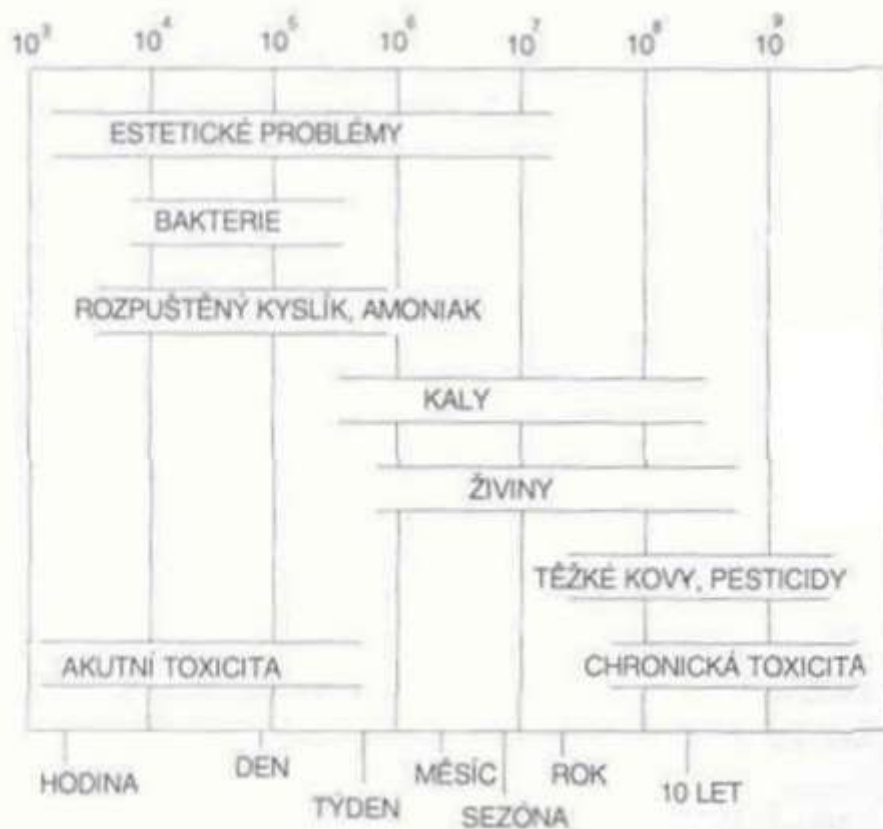 10³ 10⁴ 10⁵ 10⁶ 10⁷ 10⁸ 10⁹
ESTETICKÉ PROBLÉMY
BAKTERIE
ROZPUŠTĚNÝ KYSLÍK, AMONIAK
KALY
ŽIVINY
TĚŽKÉ KOVY, PESTICIDY
AKUTNÍ TOXICITA CHRONICKÁ TOXICITA
HODINA DEN MĚSÍC ROK 10 LET
TÝDEN SEZÓNA